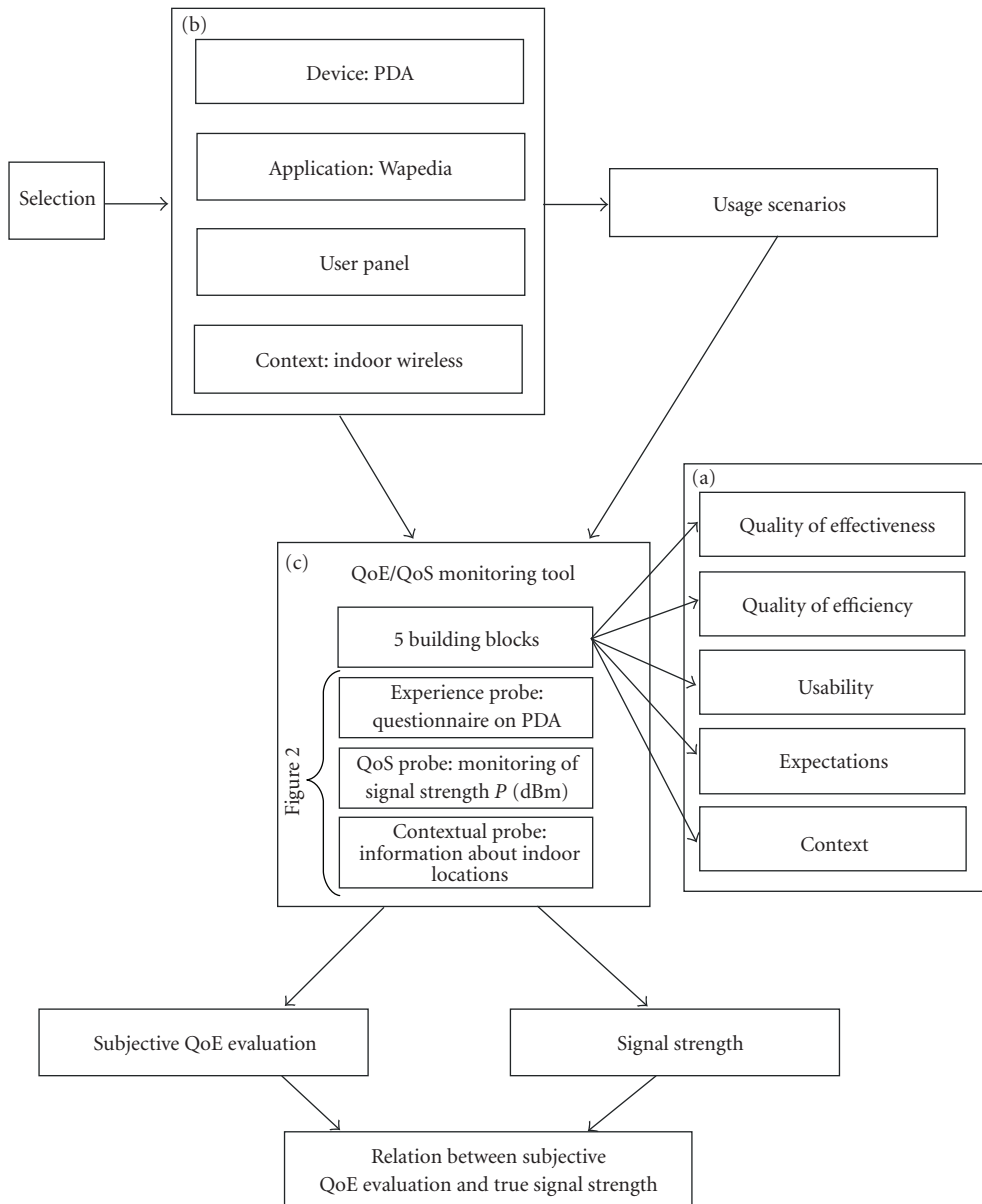 (b)
Device: PDA
Application: Wapedia
Selection
Usage scenarios
User panel
Context: indoor wireless
(a)
Quality of effectiveness
Quality of efficiency
Usability
Expectations
Context
(c)
QoE/QoS monitoring tool
5 building blocks
Experience probe:
questionnaire on PDA
Figure 2
QoS probe: monitoring of
signal strength P (dBm)
Contextual probe:
information about indoor
locations
Subjective QoE evaluation
Signal strength
Relation between subjective
QoE evaluation and true signal strength